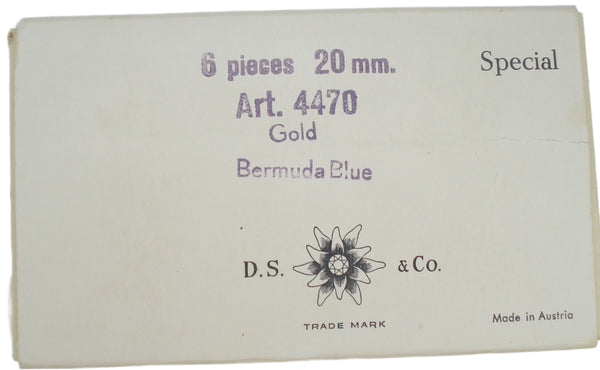 6 pieces 20 mm. Special
Art. 4470
Gold
Bermuda Blue
D.S. & Co.
TRADE MARK
Made in Austria